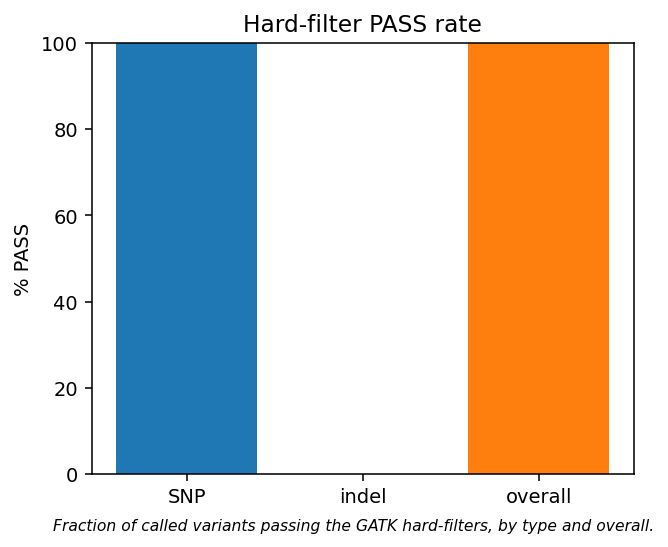 Hard-filter PASS rate
100
80
60
40
20
0
% PASS
SNP indel overall
Fraction of called variants passing the GATK hard-filters, by type and overall.